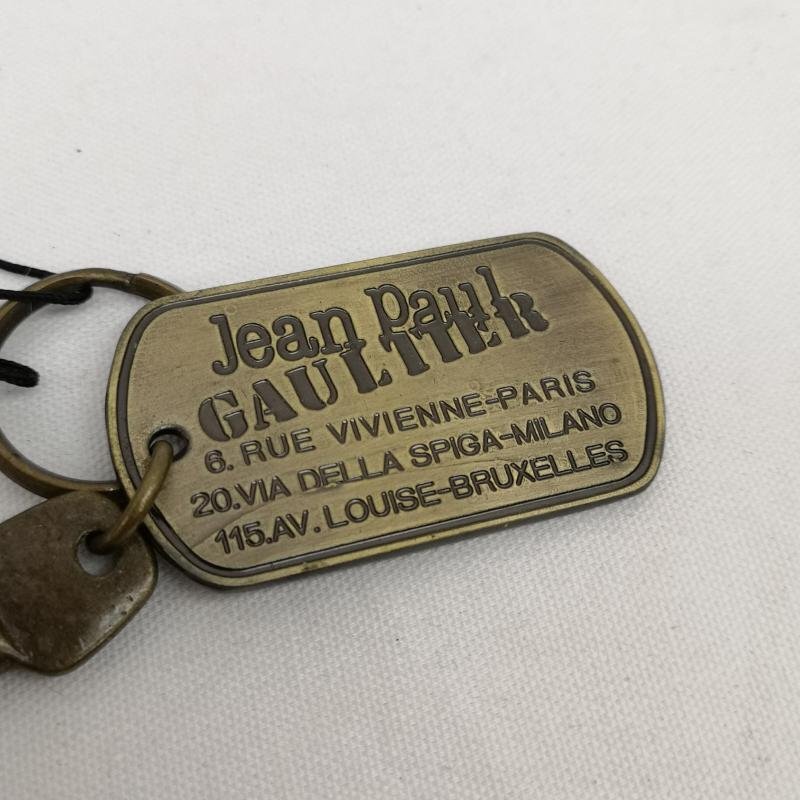 Jean Paul
GAULTIER
6. RUE VIVIENNE-PARIS
20.VIA DELLA SPIGA-MILANO
115.AV. LOUISE-BRUXELLES